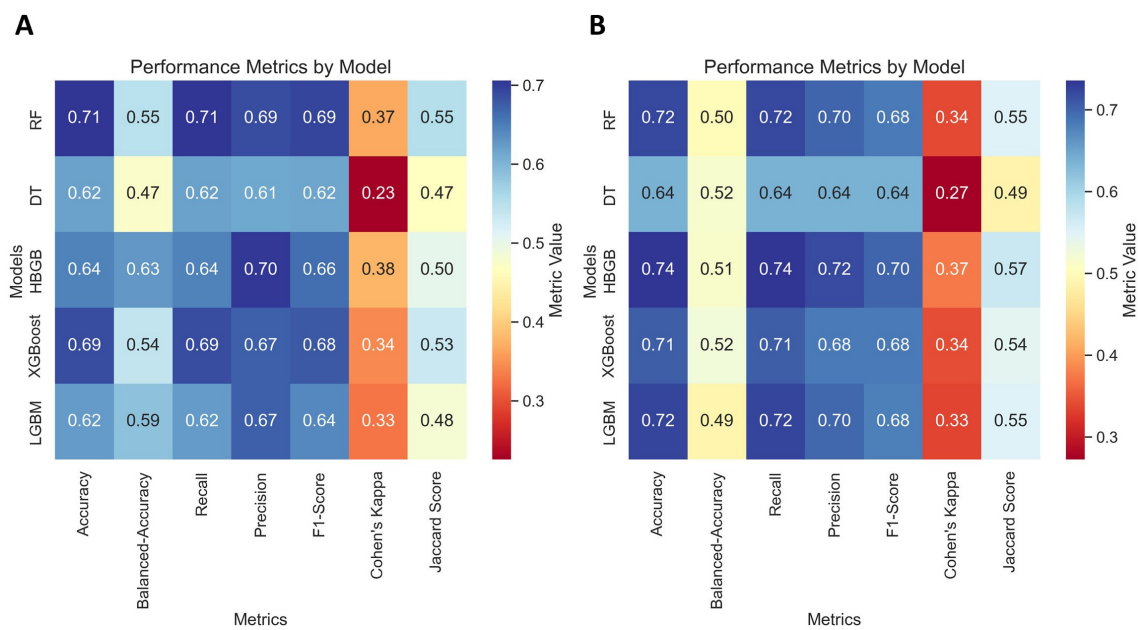 A
Performance Metrics by Model
Models
RF
0.71 0.55 0.71 0.69 0.69 0.37 0.55
DT
0.62 0.47 0.62 0.61 0.62 0.23 0.47
HBGB
0.64 0.63 0.64 0.70 0.66 0.38 0.50
XGBoost
0.69 0.54 0.69 0.67 0.68 0.34 0.53
LGBM
0.62 0.59 0.62 0.67 0.64 0.33 0.48
Accuracy
Balanced-Accuracy
Recall
Precision
F1-Score
Cohen's Kappa
Jaccard Score
Metrics
0.7
0.6
0.5
0.4
0.3
Metric Value
B
Performance Metrics by Model
Models
RF
0.72 0.50 0.72 0.70 0.68 0.34 0.55
DT
0.64 0.52 0.64 0.64 0.64 0.27 0.49
HBGB
0.74 0.51 0.74 0.72 0.70 0.37 0.57
XGBoost
0.71 0.52 0.71 0.68 0.68 0.34 0.54
LGBM
0.72 0.49 0.72 0.70 0.68 0.33 0.55
Accuracy
Balanced-Accuracy
Recall
Precision
F1-Score
Cohen's Kappa
Jaccard Score
Metrics
0.7
0.6
0.5
0.4
0.3
Metric Value